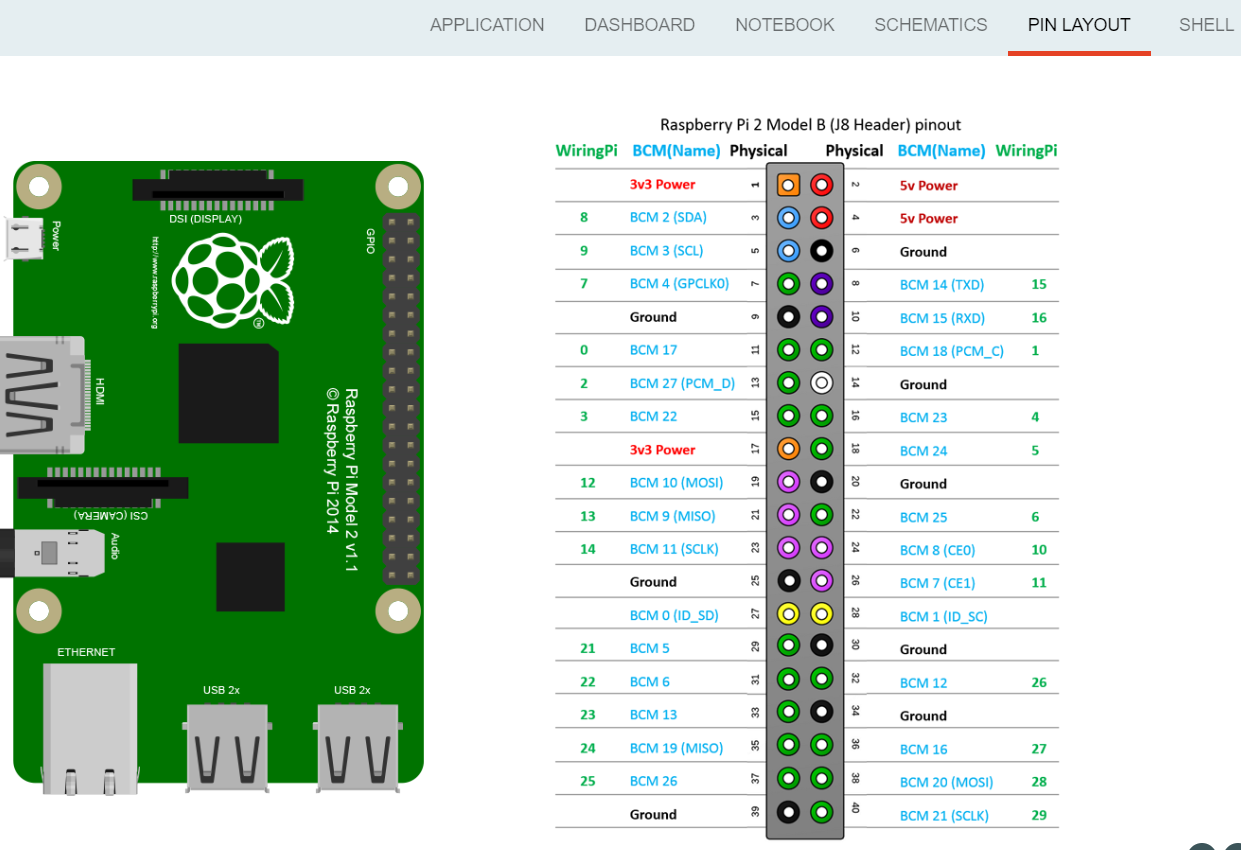 APPLICATION DASHBOARD NOTEBOOK SCHEMATICS PIN LAYOUT SHELL
DSI (DISPLAY)
Power
http://www.raspberrypi.org
TM
GPIO
HDMI
Raspberry Pi Model 2 v1.1
© Raspberry Pi 2014
CSI (CAMERA)
Audio
ETHERNET
USB 2x
USB 2x
Raspberry Pi 2 Model B (J8 Header) pinout
WiringPi BCM(Name) Physical Physical BCM(Name) WiringPi
3v3 Power 1 2 5v Power
8 BCM 2 (SDA) 3 4 5v Power
9 BCM 3 (SCL) 5 6 Ground
7 BCM 4 (GPCLK0) 7 8 BCM 14 (TXD) 15
Ground 9 10 BCM 15 (RXD) 16
0 BCM 17 11 12 BCM 18 (PCM_C) 1
2 BCM 27 (PCM_D) 13 14 Ground
3 BCM 22 15 16 BCM 23 4
3v3 Power 17 18 BCM 24 5
12 BCM 10 (MOSI) 19 20 Ground
13 BCM 9 (MISO) 21 22 BCM 25 6
14 BCM 11 (SCLK) 23 24 BCM 8 (CE0) 10
Ground 25 26 BCM 7 (CE1) 11
BCM 0 (ID_SD) 27 28 BCM 1 (ID_SC)
21 BCM 5 29 30 Ground
22 BCM 6 31 32 BCM 12 26
23 BCM 13 33 34 Ground
24 BCM 19 (MISO) 35 36 BCM 16 27
25 BCM 26 37 38 BCM 20 (MOSI) 28
Ground 39 40 BCM 21 (SCLK) 29